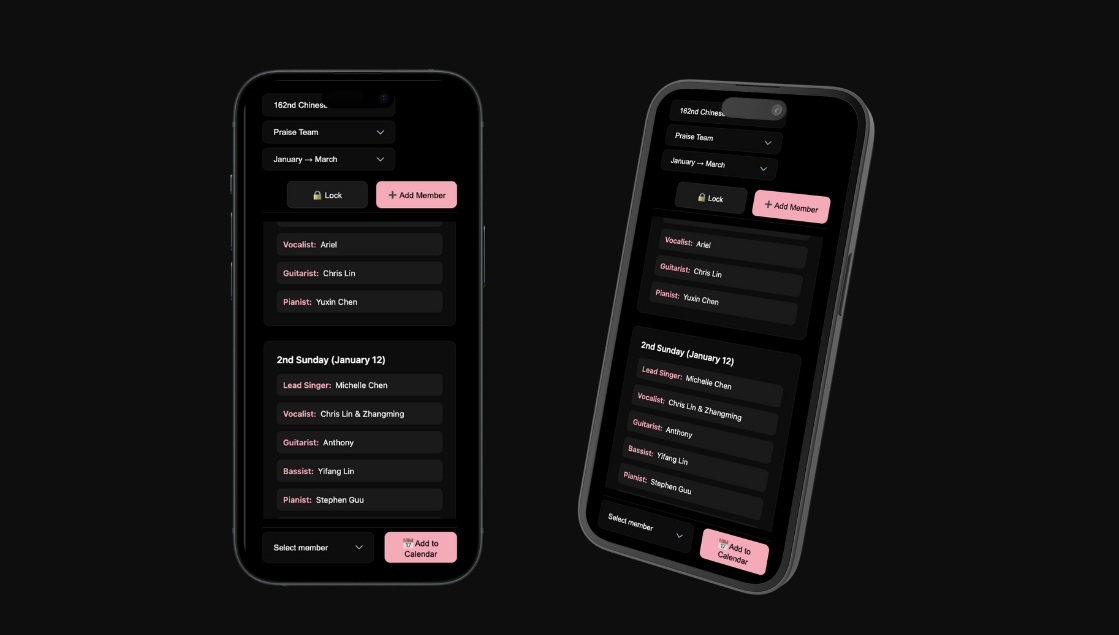 162nd Chinese
Praise Team
January → March
🔒 Lock
➕ Add Member
Vocalist: Ariel
Guitarist: Chris Lin
Pianist: Yuxin Chen
2nd Sunday (January 12)
Lead Singer: Michelle Chen
Vocalist: Chris Lin & Zhangming
Guitarist: Anthony
Bassist: Yifang Lin
Pianist: Stephen Guu
Select member
📅 Add to
Calendar
162nd Chinese
Praise Team
January → March
🔒 Lock
➕ Add Member
Vocalist: Ariel
Guitarist: Chris Lin
Pianist: Yuxin Chen
2nd Sunday (January 12)
Lead Singer: Michelle Chen
Vocalist: Chris Lin & Zhangming
Guitarist: Anthony
Bassist: Yifang Lin
Pianist: Stephen Guu
Select member
📅 Add to
Calendar